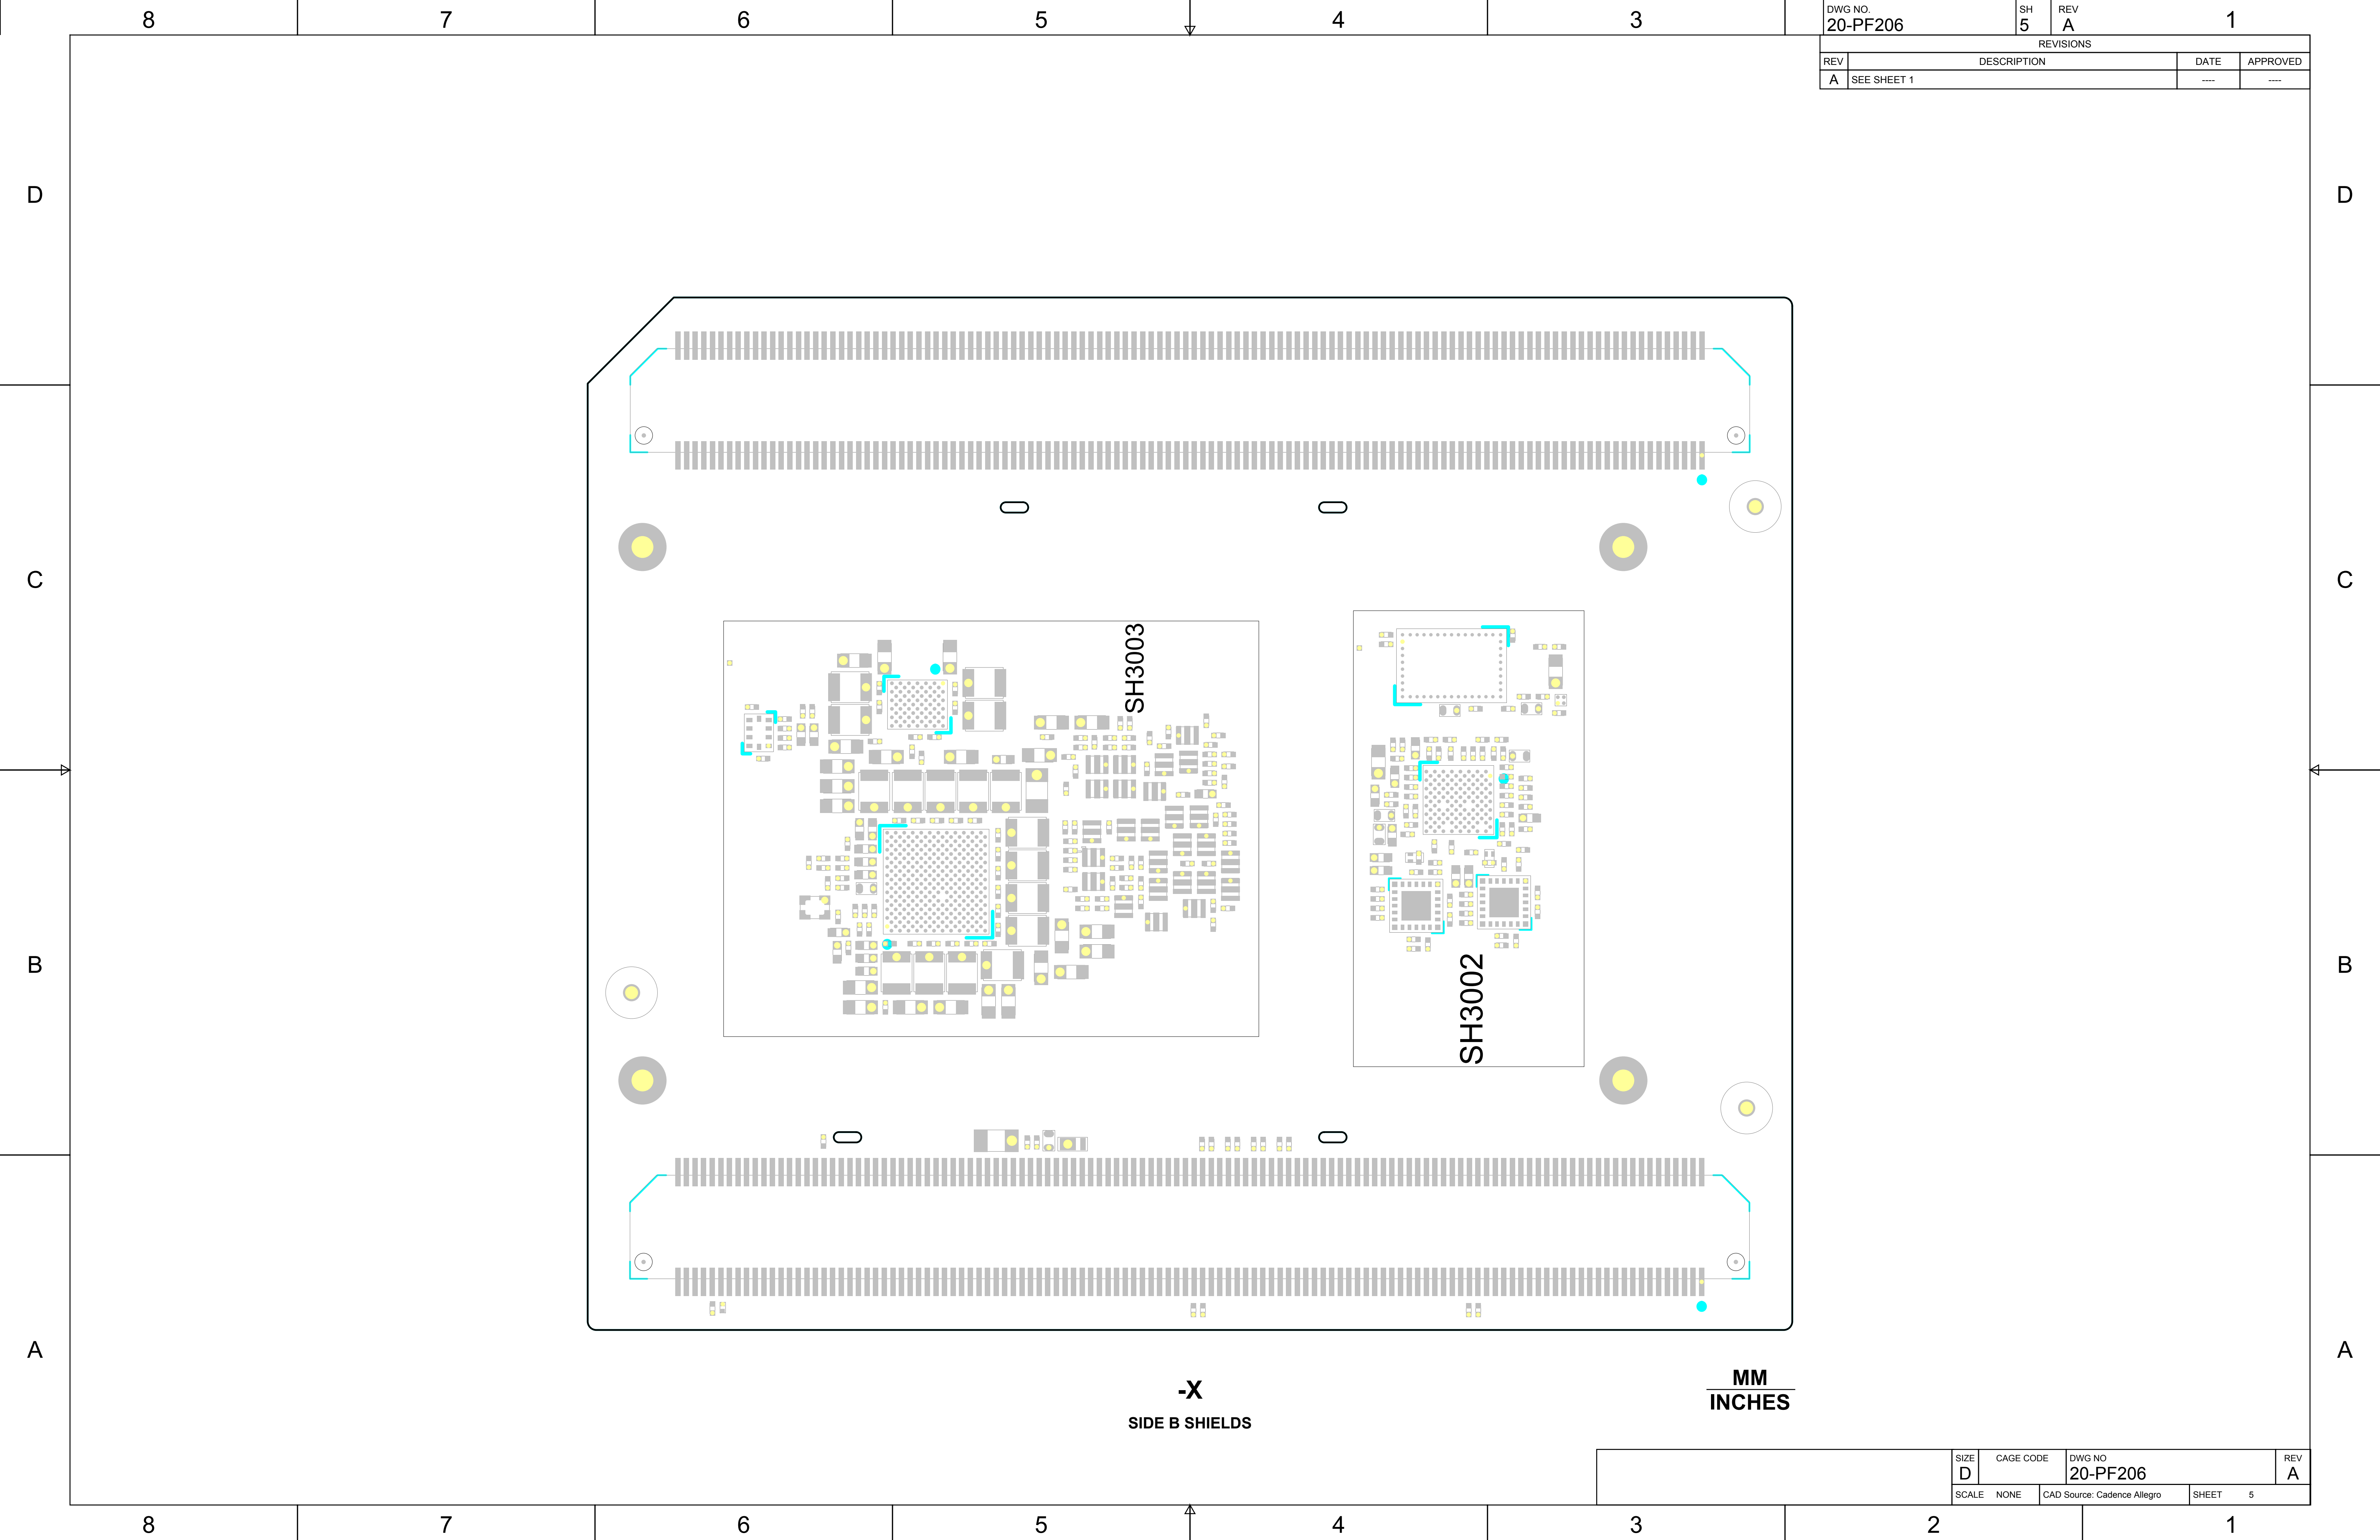 8 7 6 5 4 3 1
DWG NO. SH REV
20-PF206 5 A
REVISIONS
REV DESCRIPTION DATE APPROVED
A SEE SHEET 1 ---- ----
D D
C C
SH3003
B B
SH3002
A A
-X
SIDE B SHIELDS
MM
INCHES
SIZE CAGE CODE DWG NO REV
D 20-PF206 A
SCALE NONE CAD Source: Cadence Allegro SHEET 5
8 7 6 5 4 3 2 1